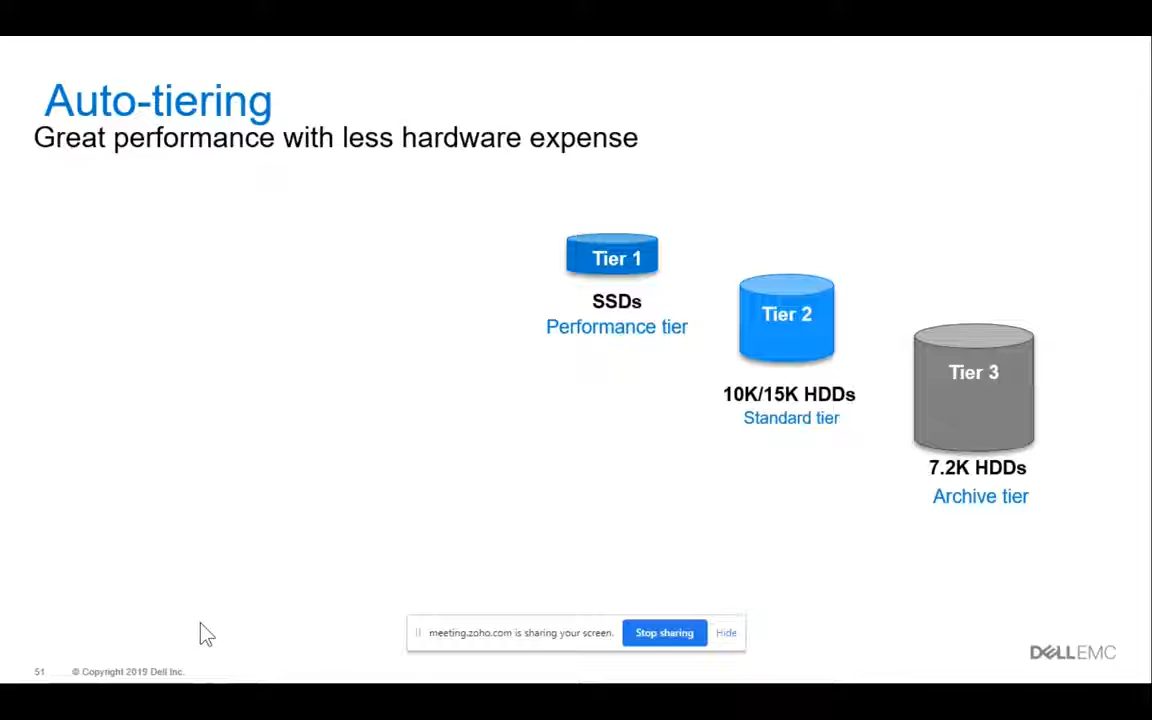 Auto-tiering
Great performance with less hardware expense
Tier 1
SSDs
Performance tier
Tier 2
10K/15K HDDs
Standard tier
Tier 3
7.2K HDDs
Archive tier
meeting.zoho.com is sharing your screen. Stop sharing Hide
51 © Copyright 2019 Dell Inc.
DELLEMC